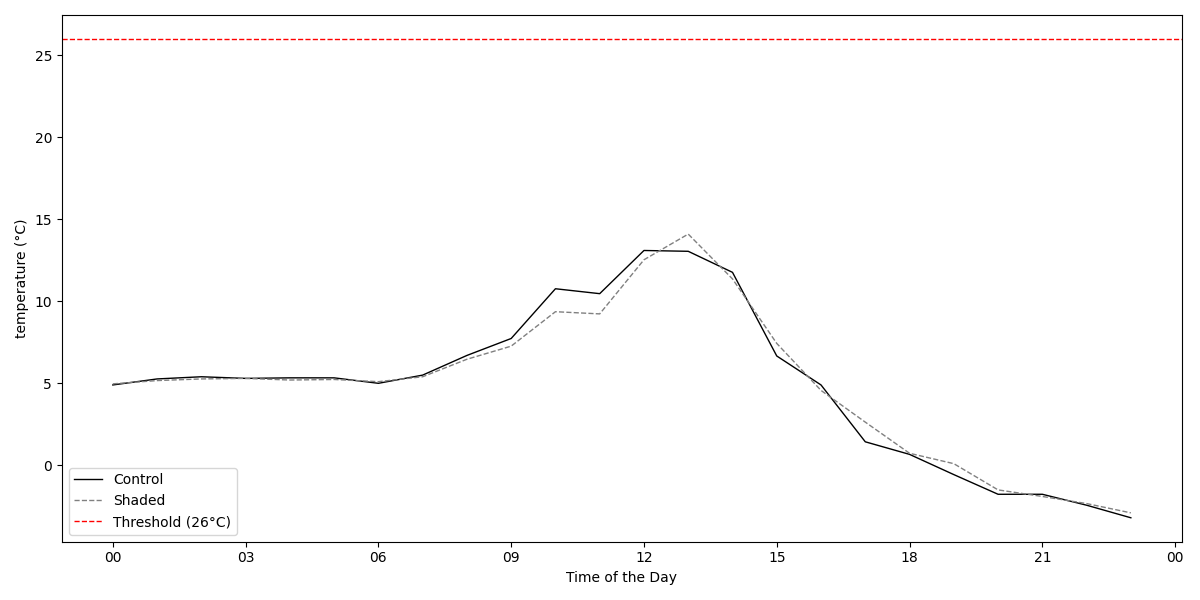 25
20
15
10
5
0
temperature (°C)
Control
Shaded
Threshold (26°C)
00 03 06 09 12 15 18 21 00
Time of the Day